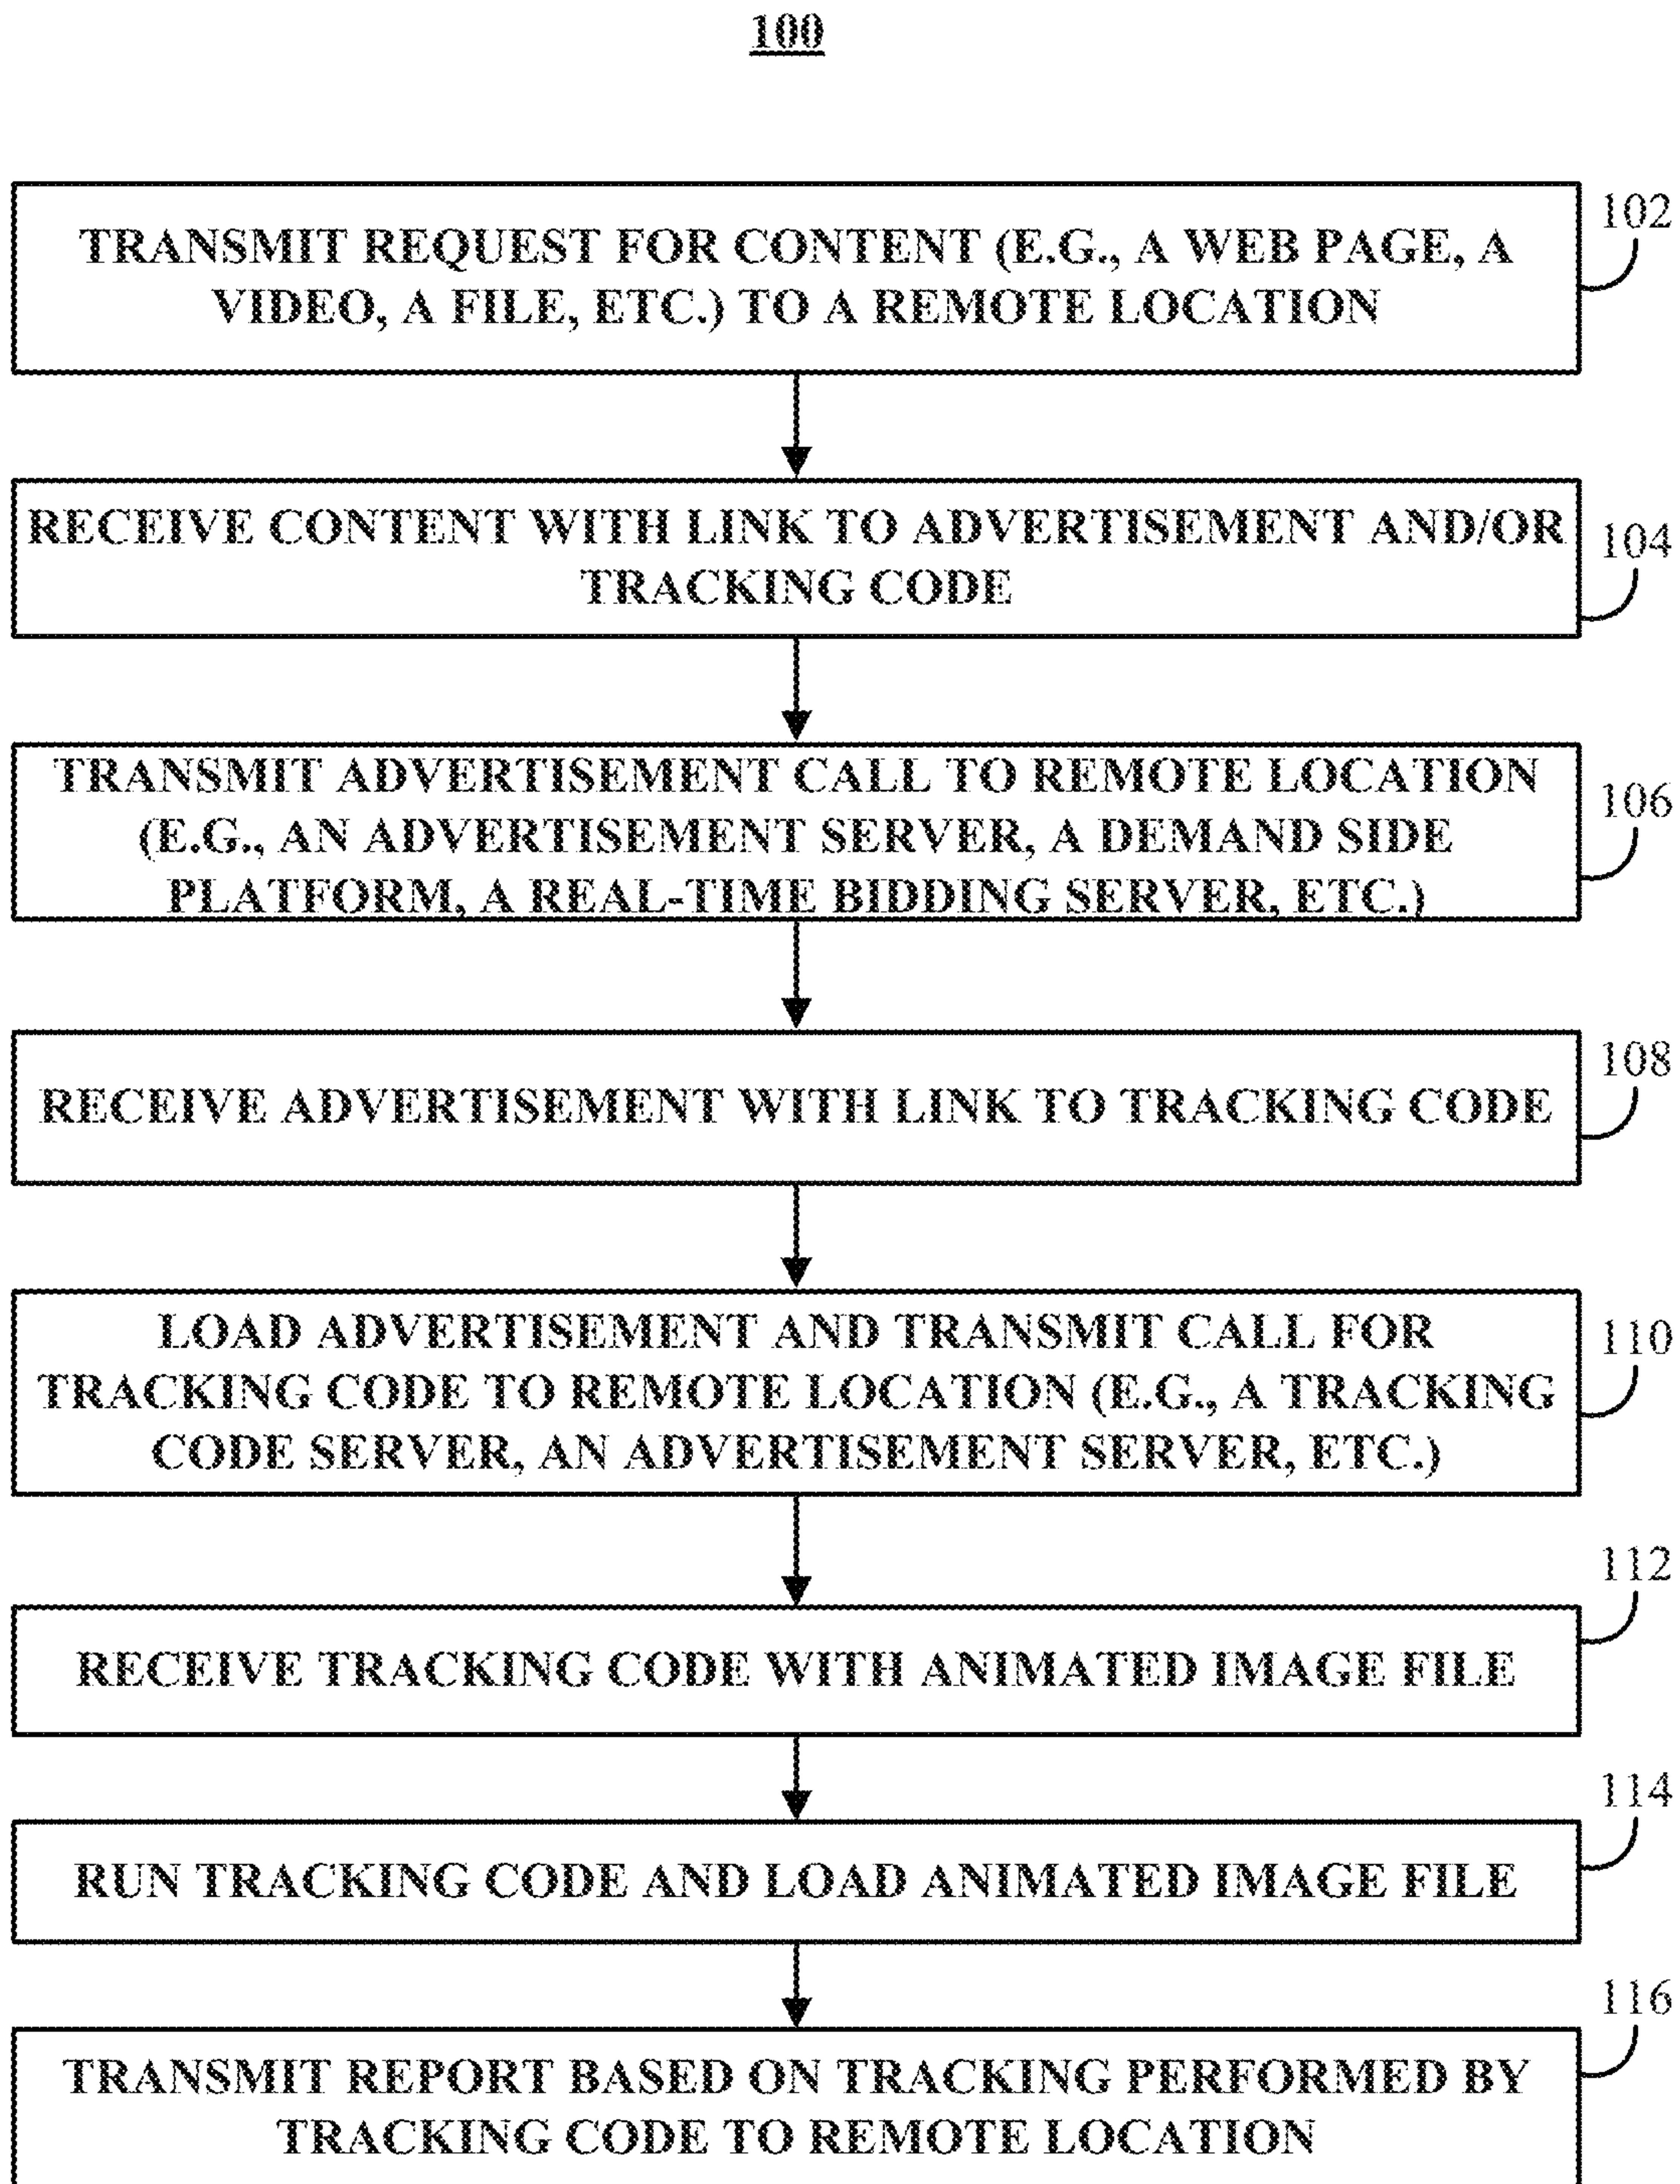 100
TRANSMIT REQUEST FOR CONTENT (E.G., A WEB PAGE, A
VIDEO, A FILE, ETC.) TO A REMOTE LOCATION
102
RECEIVE CONTENT WITH LINK TO ADVERTISEMENT AND/OR
TRACKING CODE
104
TRANSMIT ADVERTISEMENT CALL TO REMOTE LOCATION
(E.G., AN ADVERTISEMENT SERVER, A DEMAND SIDE
PLATFORM, A REAL-TIME BIDDING SERVER, ETC.)
106
RECEIVE ADVERTISEMENT WITH LINK TO TRACKING CODE
108
LOAD ADVERTISEMENT AND TRANSMIT CALL FOR
TRACKING CODE TO REMOTE LOCATION (E.G., A TRACKING
CODE SERVER, AN ADVERTISEMENT SERVER, ETC.)
110
RECEIVE TRACKING CODE WITH ANIMATED IMAGE FILE
112
RUN TRACKING CODE AND LOAD ANIMATED IMAGE FILE
114
TRANSMIT REPORT BASED ON TRACKING PERFORMED BY
TRACKING CODE TO REMOTE LOCATION
116